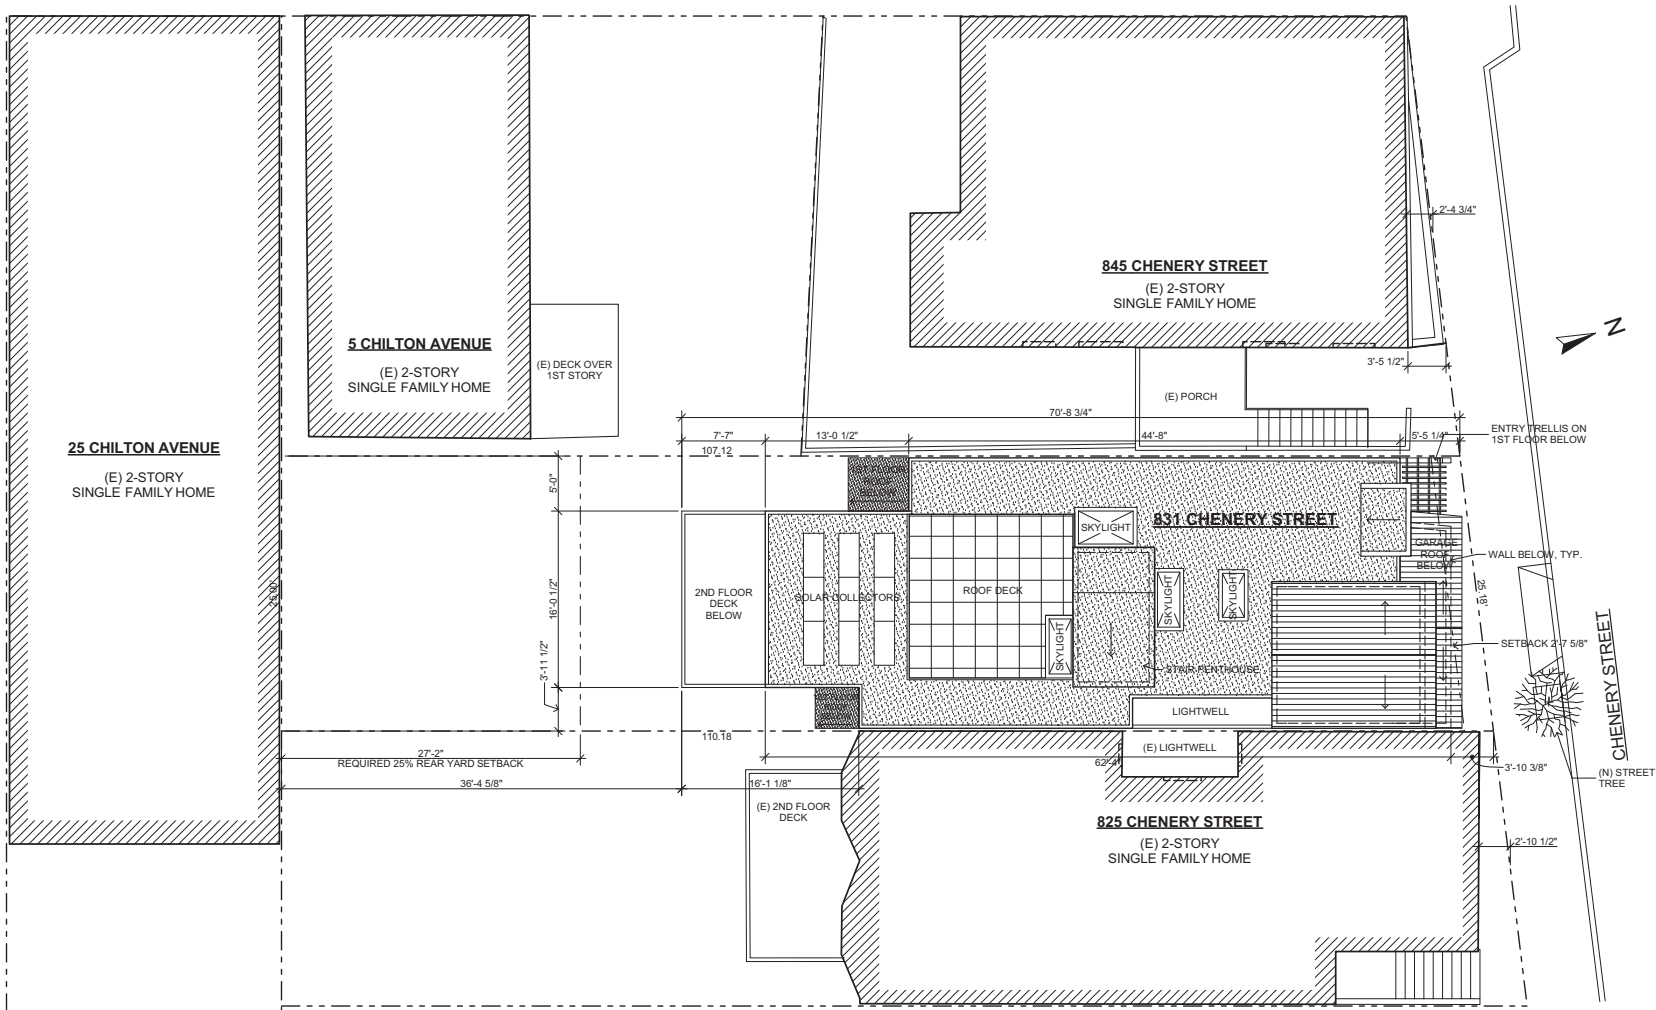 2'-4 3/4"
845 CHENERY STREET
(E) 2-STORY
SINGLE FAMILY HOME
N
5 CHILTON AVENUE
(E) 2-STORY
SINGLE FAMILY HOME
(E) DECK OVER
1ST STORY
3'-5 1/2"
(E) PORCH
70'-8 3/4"
25 CHILTON AVENUE
(E) 2-STORY
SINGLE FAMILY HOME
7'-7"
13'-0 1/2"
44'-8"
5'-5 1/4"
ENTRY TRELLIS ON
1ST FLOOR BELOW
107.12
5'-0"
1ST FLOOR
ROOF
BELOW
SKYLIGHT
831 CHENERY STREET
GARAGE
ROOF
BELOW
WALL BELOW, TYP.
25.00'
16'-0 1/2"
2ND FLOOR
DECK
BELOW
SOLAR COLLECTORS
ROOF DECK
SKYLIGHT
SKYLIGHT
SKYLIGHT
25.18'
SETBACK 2'-7 5/8"
CHENERY STREET
3'-11 1/2"
STAIR PENTHOUSE
LIGHTWELL
110.18
(E) LIGHTWELL
27'-2"
REQUIRED 25% REAR YARD SETBACK
62'-4"
3'-10 3/8"
(N) STREET
TREE
36'-4 5/8"
16'-1 1/8"
(E) 2ND FLOOR
DECK
825 CHENERY STREET
(E) 2-STORY
SINGLE FAMILY HOME
2'-10 1/2"